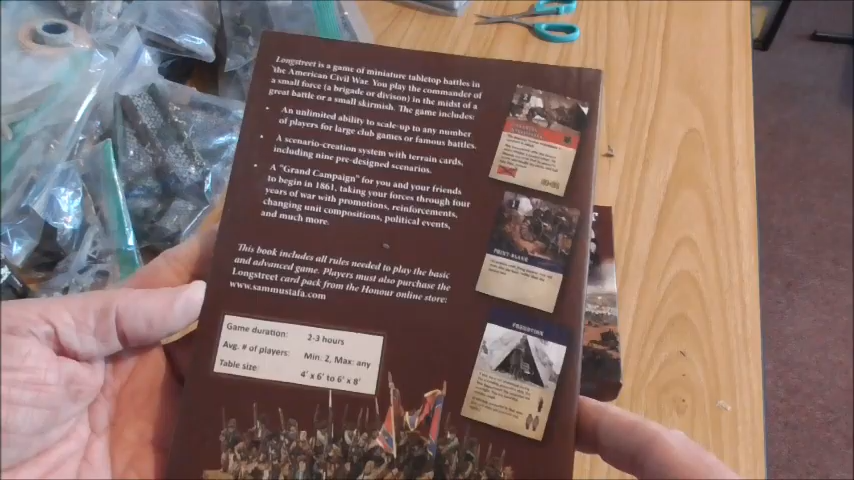 Longstreet is a game of miniature tabletop battles in
the American Civil War. You play the commander of
a small force (a brigade or divison) in the midst of a
great battle or a small skirmish. The game includes:
• An unlimited ability to scale-up to any number
of players for large club games or famous battles.
• A scenario-creation system with terrain cards,
including nine pre-designed scenarios.
• A "Grand Campaign" for you and your friends
to begin in 1861, taking your forces through four
years of war with promotions, reinforcements,
changing unit compositions, political events,
and much more.
This book includes all rules needed to play the basic
and advanced game. Players must also purchase the
Longstreet card pack from the Honour online store:
www.sammustafa.com
Game duration: 2-3 hours
Avg. # of players: Min: 2, Max: any
Table size: 4' x 6' to 6' x 8'
POINT BLANK